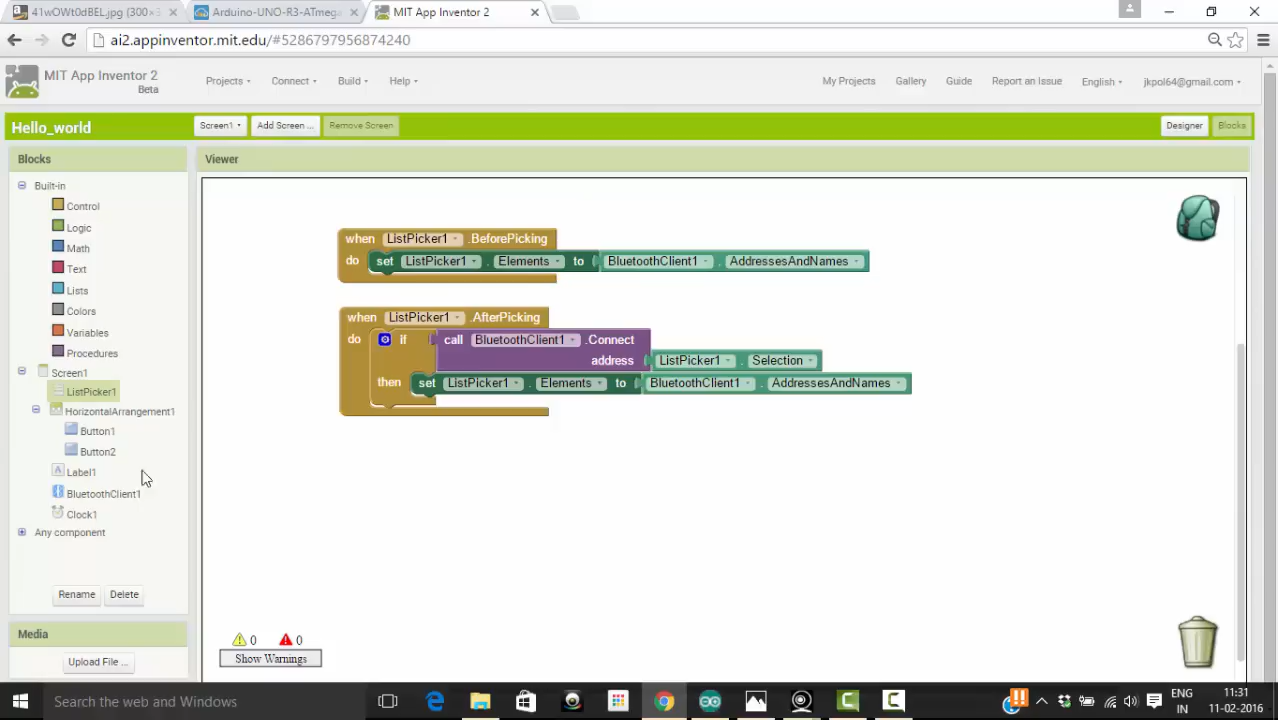 41wOWt0dBEL.jpg (300×
Arduino-UNO-R3-ATmega
MIT App Inventor 2
ai2.appinventor.mit.edu/#5286797956874240
MIT App Inventor 2
Beta
Projects
Connect
Build
Help
My Projects
Gallery
Guide
Report an Issue
English
jkpol64@gmail.com
Hello_world
Screen1
Add Screen ...
Remove Screen
Designer
Blocks
Blocks
Viewer
Built-in
Control
Logic
Math
Text
Lists
Colors
Variables
Procedures
Screen1
ListPicker1
HorizontalArrangement1
Button1
Button2
Label1
BluetoothClient1
Clock1
Any component
Rename
Delete
Media
Upload File ...
when ListPicker1 .BeforePicking
do set ListPicker1 . Elements to BluetoothClient1 . AddressesAndNames
when ListPicker1 .AfterPicking
do if call BluetoothClient1 .Connect
address ListPicker1 . Selection
then set ListPicker1 . Elements to BluetoothClient1 . AddressesAndNames
0 0
Show Warnings
Search the web and Windows
ENG
IN
11:31
11-02-2016